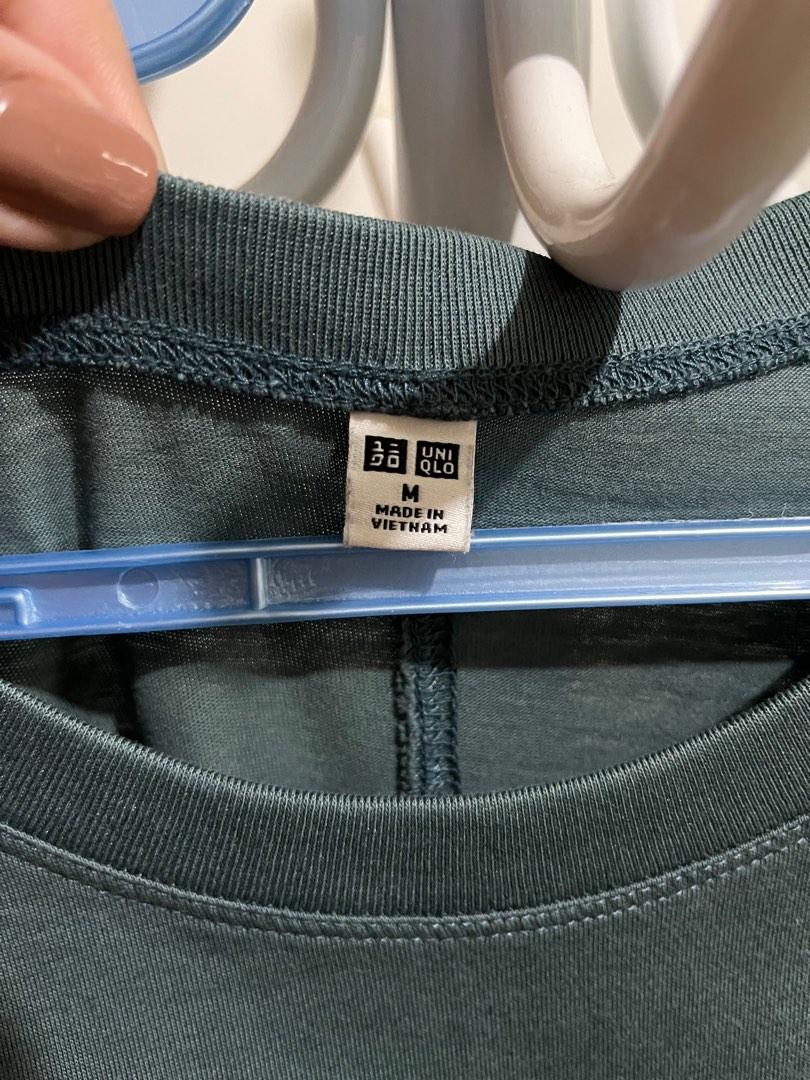 ユニ UNI
クロ QLO
M
MADE IN
VIETNAM